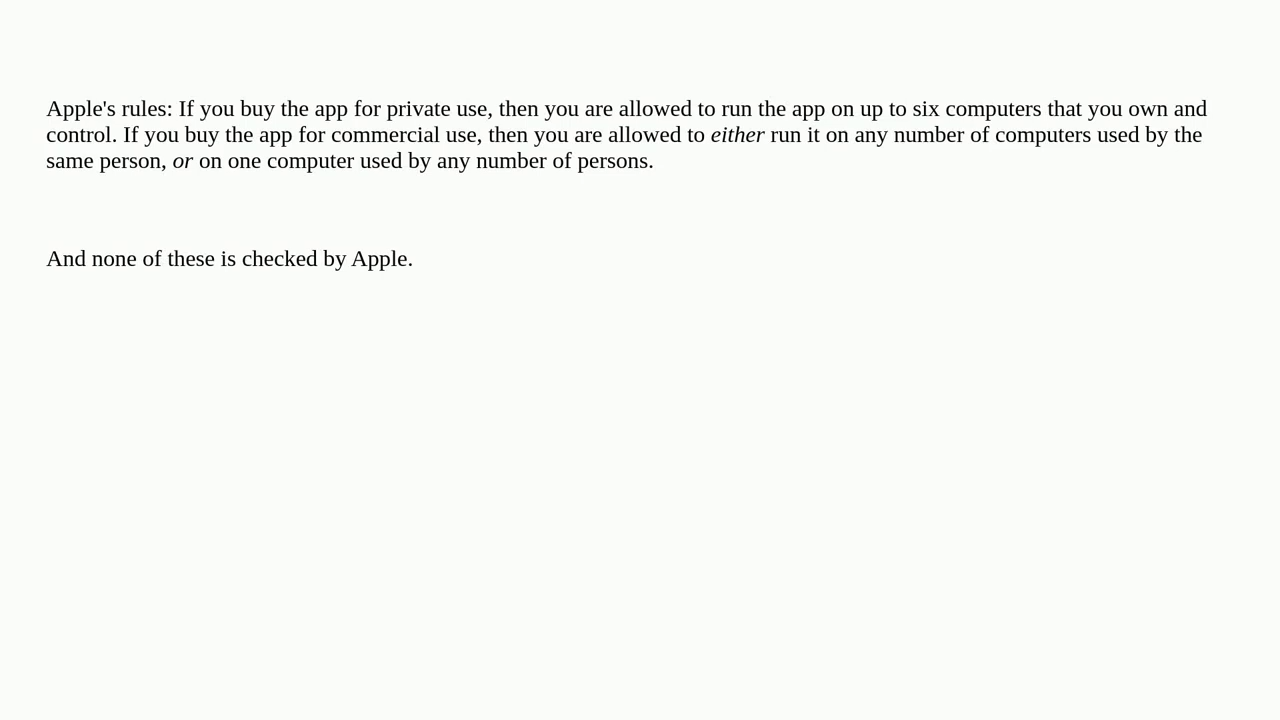 Apple's rules: If you buy the app for private use, then you are allowed to run the app on up to six computers that you own and
control. If you buy the app for commercial use, then you are allowed to either run it on any number of computers used by the
same person, or on one computer used by any number of persons.
And none of these is checked by Apple.